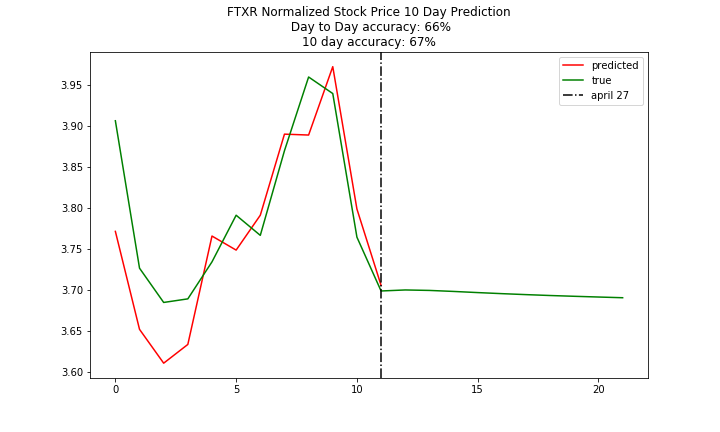 FTXR Normalized Stock Price 10 Day Prediction
Day to Day accuracy: 66%
10 day accuracy: 67%
predicted
true
april 27
3.95
3.90
3.85
3.80
3.75
3.70
3.65
3.60
0
5
10
15
20